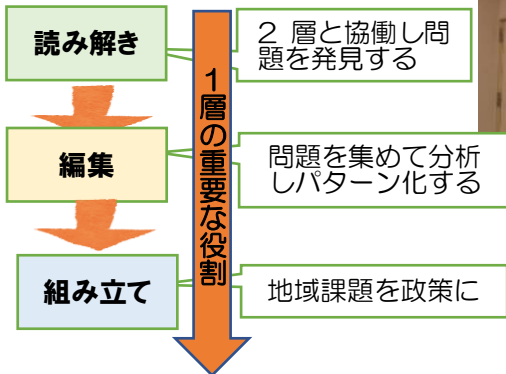 読み解き
2 層と協働し問
題を発見する
1層の重要な役割
編集
問題を集めて分析
しパターン化する
組み立て
地域課題を政策に